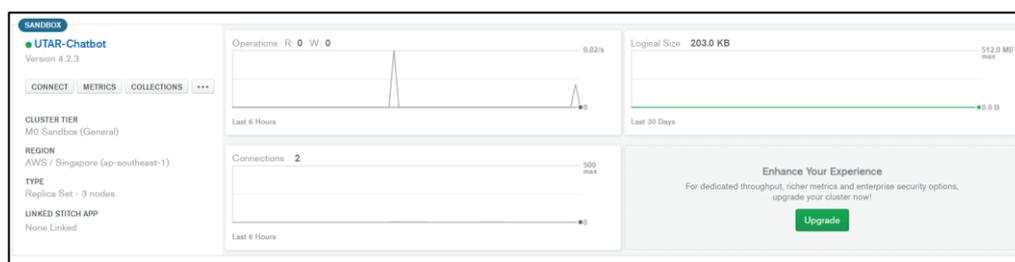 SANDBOX
UTAR-Chatbot
Version 4.2.3
CONNECT METRICS COLLECTIONS ...
CLUSTER TIER
M0 Sandbox (General)
REGION
AWS / Singapore (ap-southeast-1)
TYPE
Replica Set - 3 nodes
LINKED STITCH APP
None Linked
Operations R: 0 W: 0
0.02/s
0
Last 6 Hours
Logical Size 203.0 KB
512.0 MB
max
0.0 B
Last 30 Days
Connections 2
500
max
0
Last 6 Hours
Enhance Your Experience
For dedicated throughput, richer metrics and enterprise security options,
upgrade your cluster now!
Upgrade